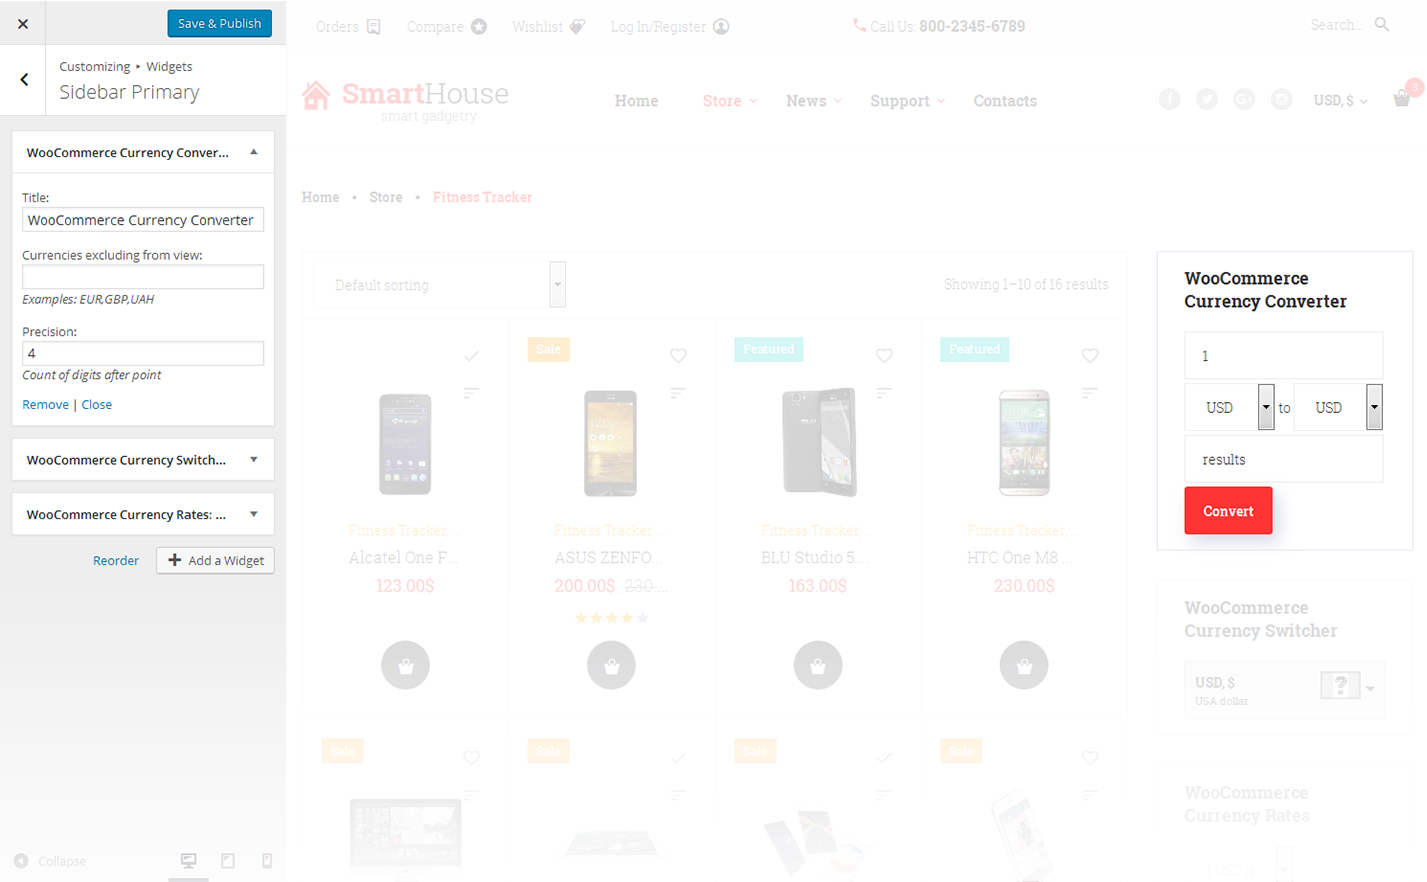 Save & Publish
Customizing ▸ Widgets
Sidebar Primary
WooCommerce Currency Conver...
Title:
WooCommerce Currency Converter
Currencies excluding from view:
Examples: EUR,GBP,UAH
Precision:
4
Count of digits after point
Remove | Close
WooCommerce Currency Switch...
WooCommerce Currency Rates: ...
Reorder
Add a Widget
Collapse
Orders
Compare
Wishlist
Log In/Register
Call Us: 800-2345-6789
Search...
SmartHouse
smart gadgetry
Home
Store
News
Support
Contacts
USD, $
3
Home • Store • Fitness Tracker
Default sorting
Showing 1–10 of 16 results
Fitness Tracker, ...
Alcatel One F...
123.00$
Sale
Fitness Tracker, ...
ASUS ZENFO...
200.00$ 230....
Featured
Fitness Tracker, ...
BLU Studio 5....
163.00$
Featured
Fitness Tracker, ...
HTC One M8 ...
230.00$
Sale
Sale
Sale
Sale
WooCommerce
Currency Converter
1
USD to USD
results
Convert
WooCommerce
Currency Switcher
USD, $
USA dollar
?
WooCommerce
Currency Rates